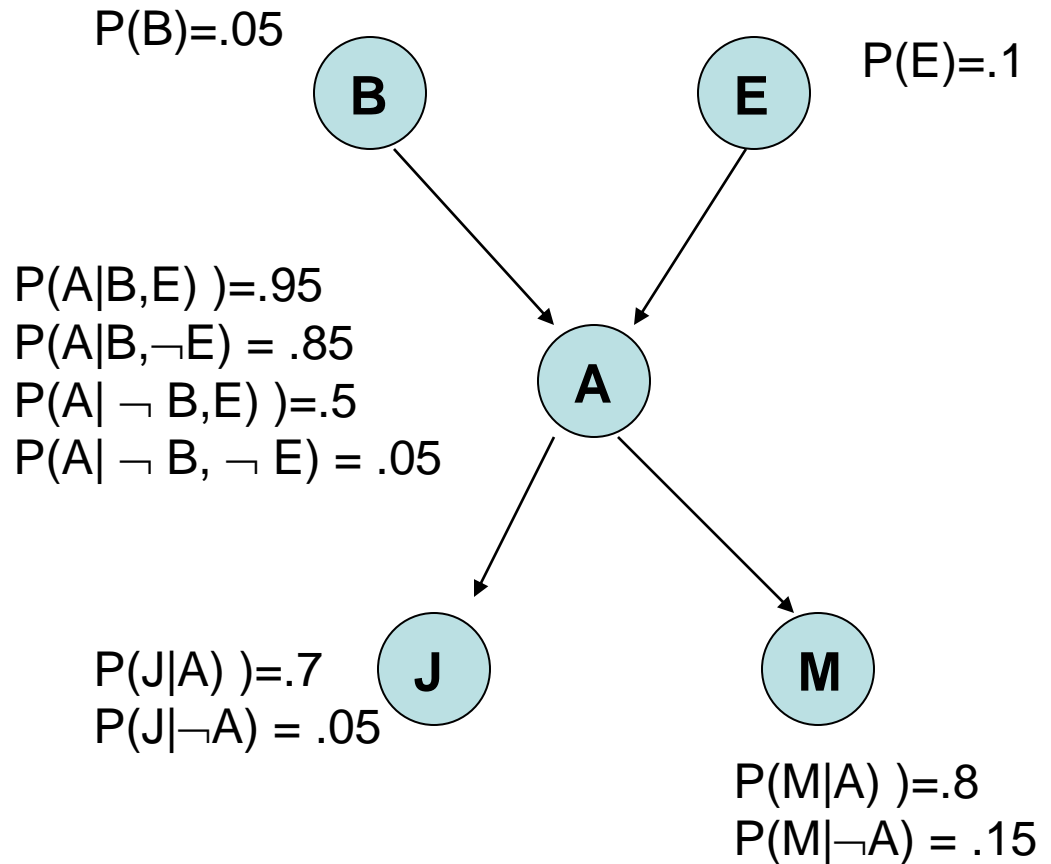 P(B)=.05
P(E)=.1
B
E
P(A|B,E) )=.95
P(A|B,¬E) = .85
P(A| ¬ B,E) )=.5
P(A| ¬ B, ¬ E) = .05
A
P(J|A) )=.7
P(J|¬A) = .05
J
M
P(M|A) )=.8
P(M|¬A) = .15